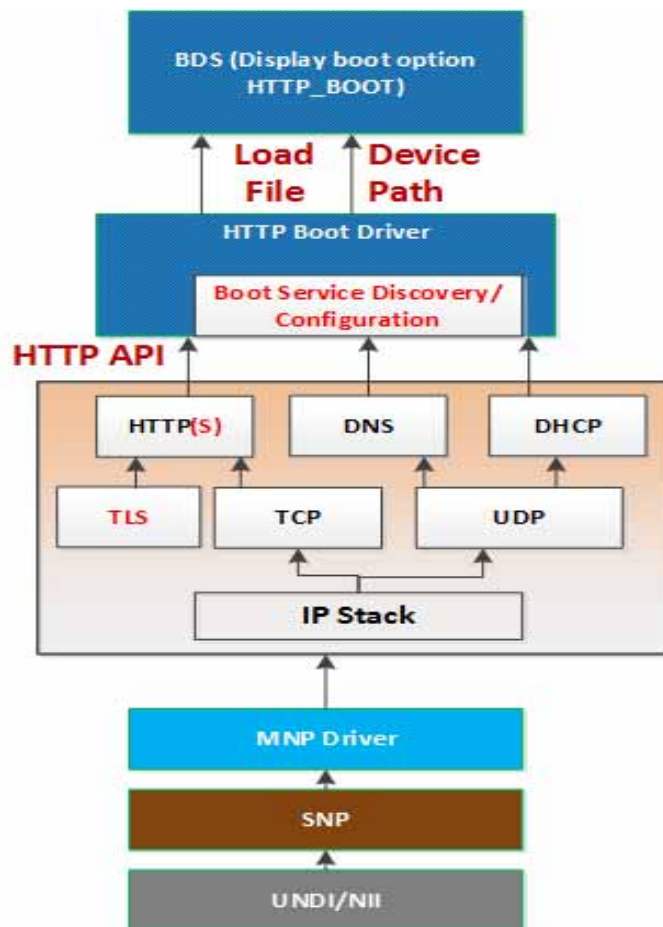 BDS (Display boot option
HTTP_BOOT)
Load
File
Device
Path
HTTP Boot Driver
Boot Service Discovery/
Configuration
HTTP API
HTTP(S)
DNS
DHCP
TLS
TCP
UDP
IP Stack
MNP Driver
SNP
UNDI/NII